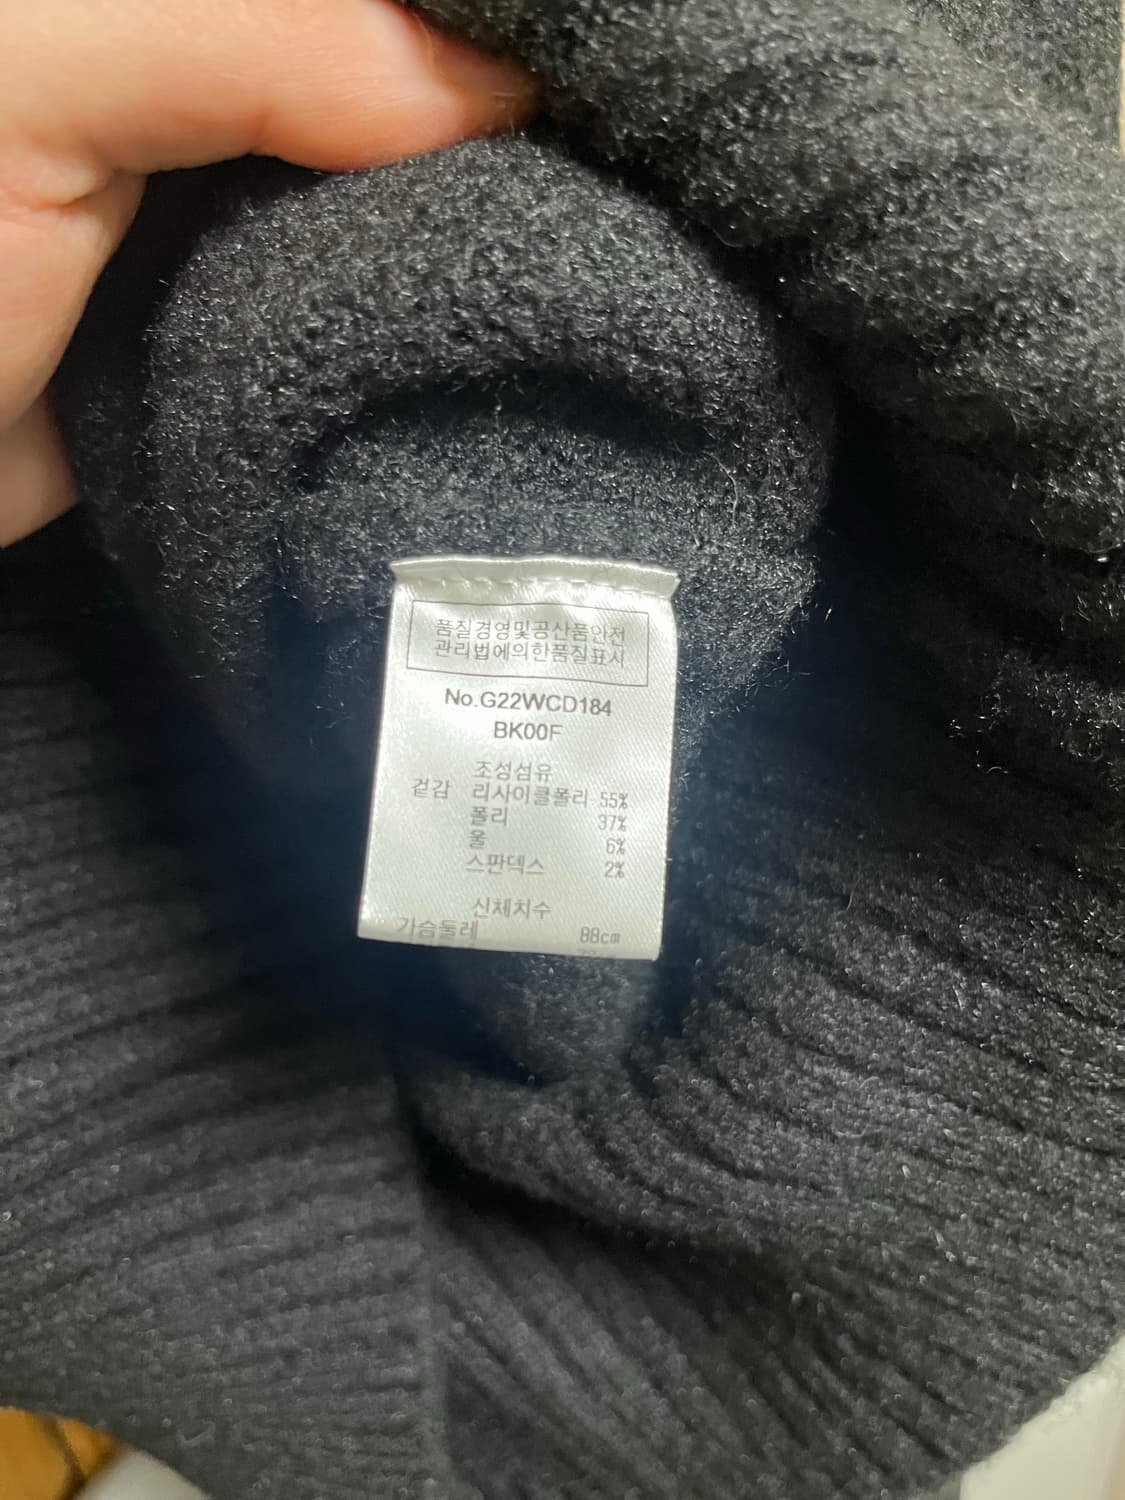 품질경영및공산품안전
관리법에의한품질표시
No.G22WCD184
BK00F
조성섬유
겉감 리사이클폴리 55%
폴리 37%
울 6%
스판덱스 2%
신체치수
가슴둘레 88cm